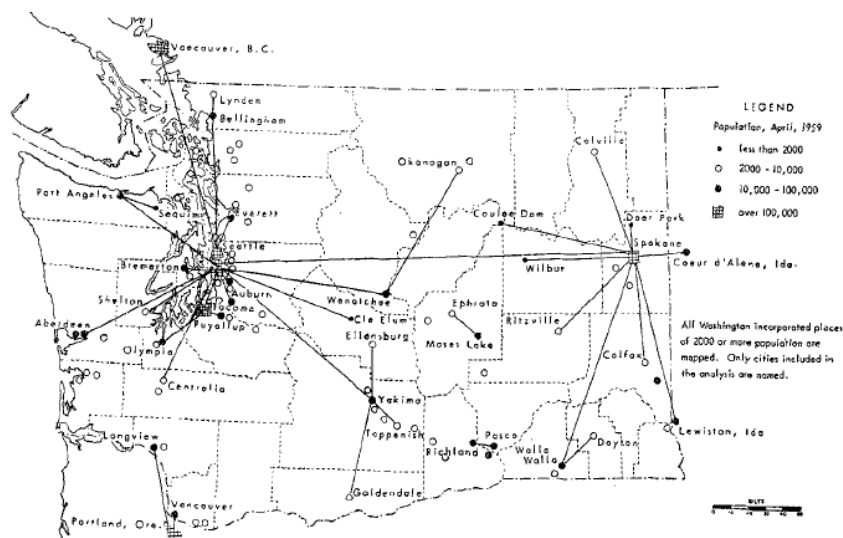 Vancouver, B.C.
Lynden
Bellingham
LEGEND
Population, April, 1959
less than 2000
2000 - 10,000
10,000 - 100,000
over 100,000
Colville
Okanogan
Port Angeles
Sequim
Everett
Coulee Dam
Deer Park
Seattle
Spokane
Bremerton
Wilbur
Coeur d'Alene, Ida.
Wenatchee
Auburn
Shelton
Tacoma
Cle Elum
Ephrata
Puyallup
Ritzville
Aberdeen
Ellensburg
Moses Lake
Olympia
All Washington incorporated places
of 2000 or more population are
mapped. Only cities included in
the analysis are named.
Colfax
Centralia
Yakima
Toppenish
Lewiston, Ida
Longview
Pasco
Richland
Walla
Walla
Dayton
Goldendale
Vancouver
Portland, Ore.
MILES